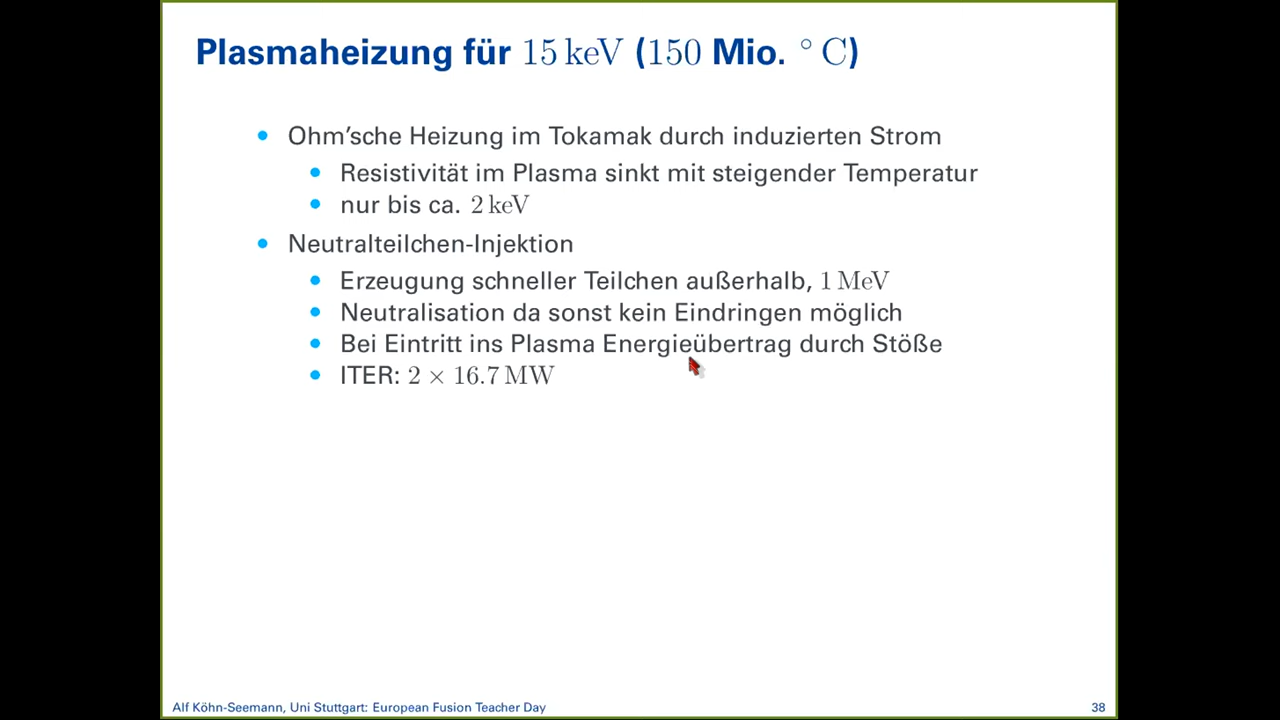 Plasmaheizung für 15 keV (150 Mio. °C)
Ohm'sche Heizung im Tokamak durch induzierten Strom
Resistivität im Plasma sinkt mit steigender Temperatur
nur bis ca. 2 keV
Neutralteilchen-Injektion
Erzeugung schneller Teilchen außerhalb, 1 MeV
Neutralisation da sonst kein Eindringen möglich
Bei Eintritt ins Plasma Energieübertrag durch Stöße
ITER: 2 × 16.7 MW
Alf Köhn-Seemann, Uni Stuttgart: European Fusion Teacher Day 38